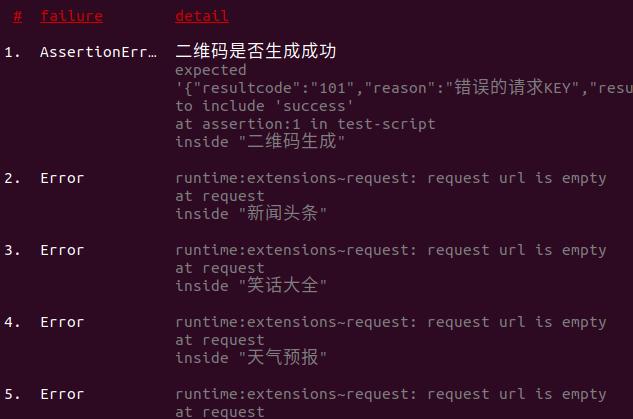 # failure detail
1. AssertionErr… 二维码是否生成成功
expected
'{"resultcode":"101","reason":"错误的请求KEY","resu
to include 'success'
at assertion:1 in test-script
inside "二维码生成"
2. Error runtime:extensions~request: request url is empty
at request
inside "新闻头条"
3. Error runtime:extensions~request: request url is empty
at request
inside "笑话大全"
4. Error runtime:extensions~request: request url is empty
at request
inside "天气预报"
5. Error runtime:extensions~request: request url is empty
at request